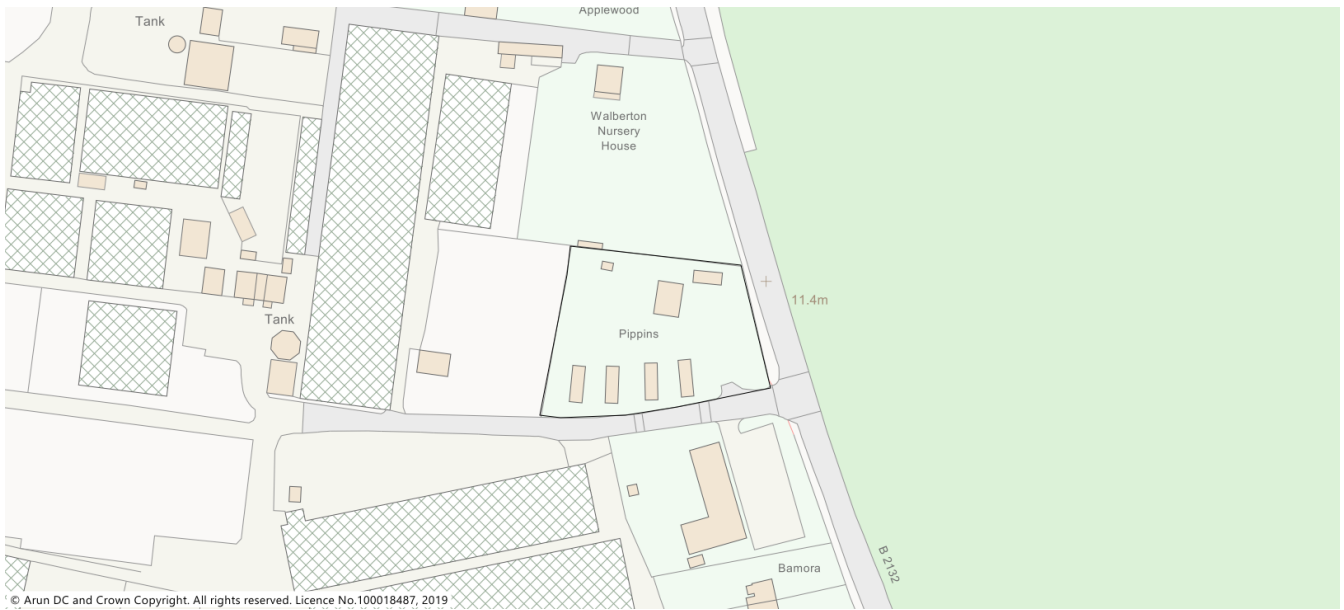 Applewood
Tank
Walberton
Nursery
House
11.4m
Tank
Pippins
B 2132
Bamora
© Arun DC and Crown Copyright. All rights reserved. Licence No.100018487, 2019